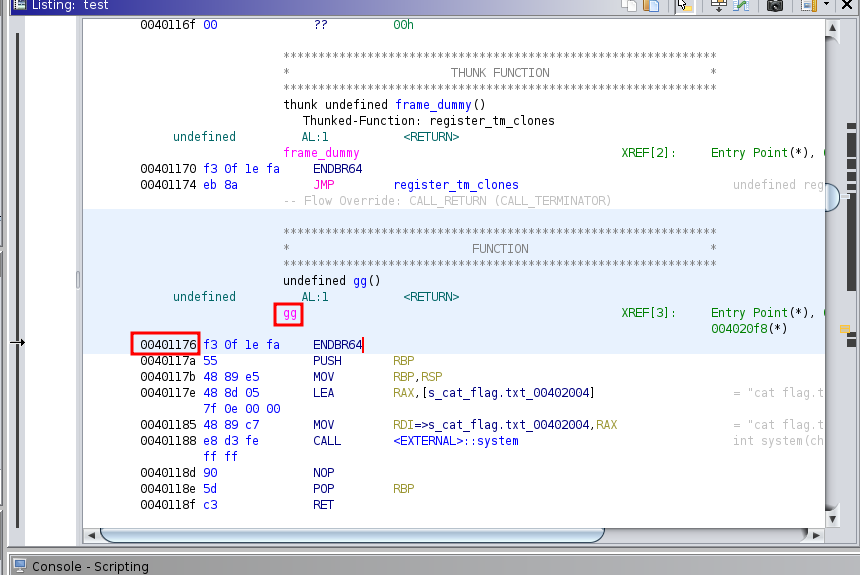 Listing: test
0040116f 00 ?? 00h
*************************************************************
* THUNK FUNCTION *
*************************************************************
thunk undefined frame_dummy()
Thunked-Function: register_tm_clones
undefined AL:1 <RETURN>
frame_dummy XREF[2]: Entry Point(*),
00401170 f3 0f 1e fa ENDBR64
00401174 eb 8a JMP register_tm_clones undefined reg
-- Flow Override: CALL_RETURN (CALL_TERMINATOR)
*************************************************************
* FUNCTION *
*************************************************************
undefined gg()
undefined AL:1 <RETURN>
gg XREF[3]: Entry Point(*),
004020f8(*)
00401176 f3 0f 1e fa ENDBR64
0040117a 55 PUSH RBP
0040117b 48 89 e5 MOV RBP,RSP
0040117e 48 8d 05 LEA RAX,[s_cat_flag.txt_00402004] = "cat flag.t
7f 0e 00 00
00401185 48 89 c7 MOV RDI=>s_cat_flag.txt_00402004,RAX = "cat flag.t
00401188 e8 d3 fe CALL <EXTERNAL>::system int system(ch
ff ff
0040118d 90 NOP
0040118e 5d POP RBP
0040118f c3 RET
Console - Scripting